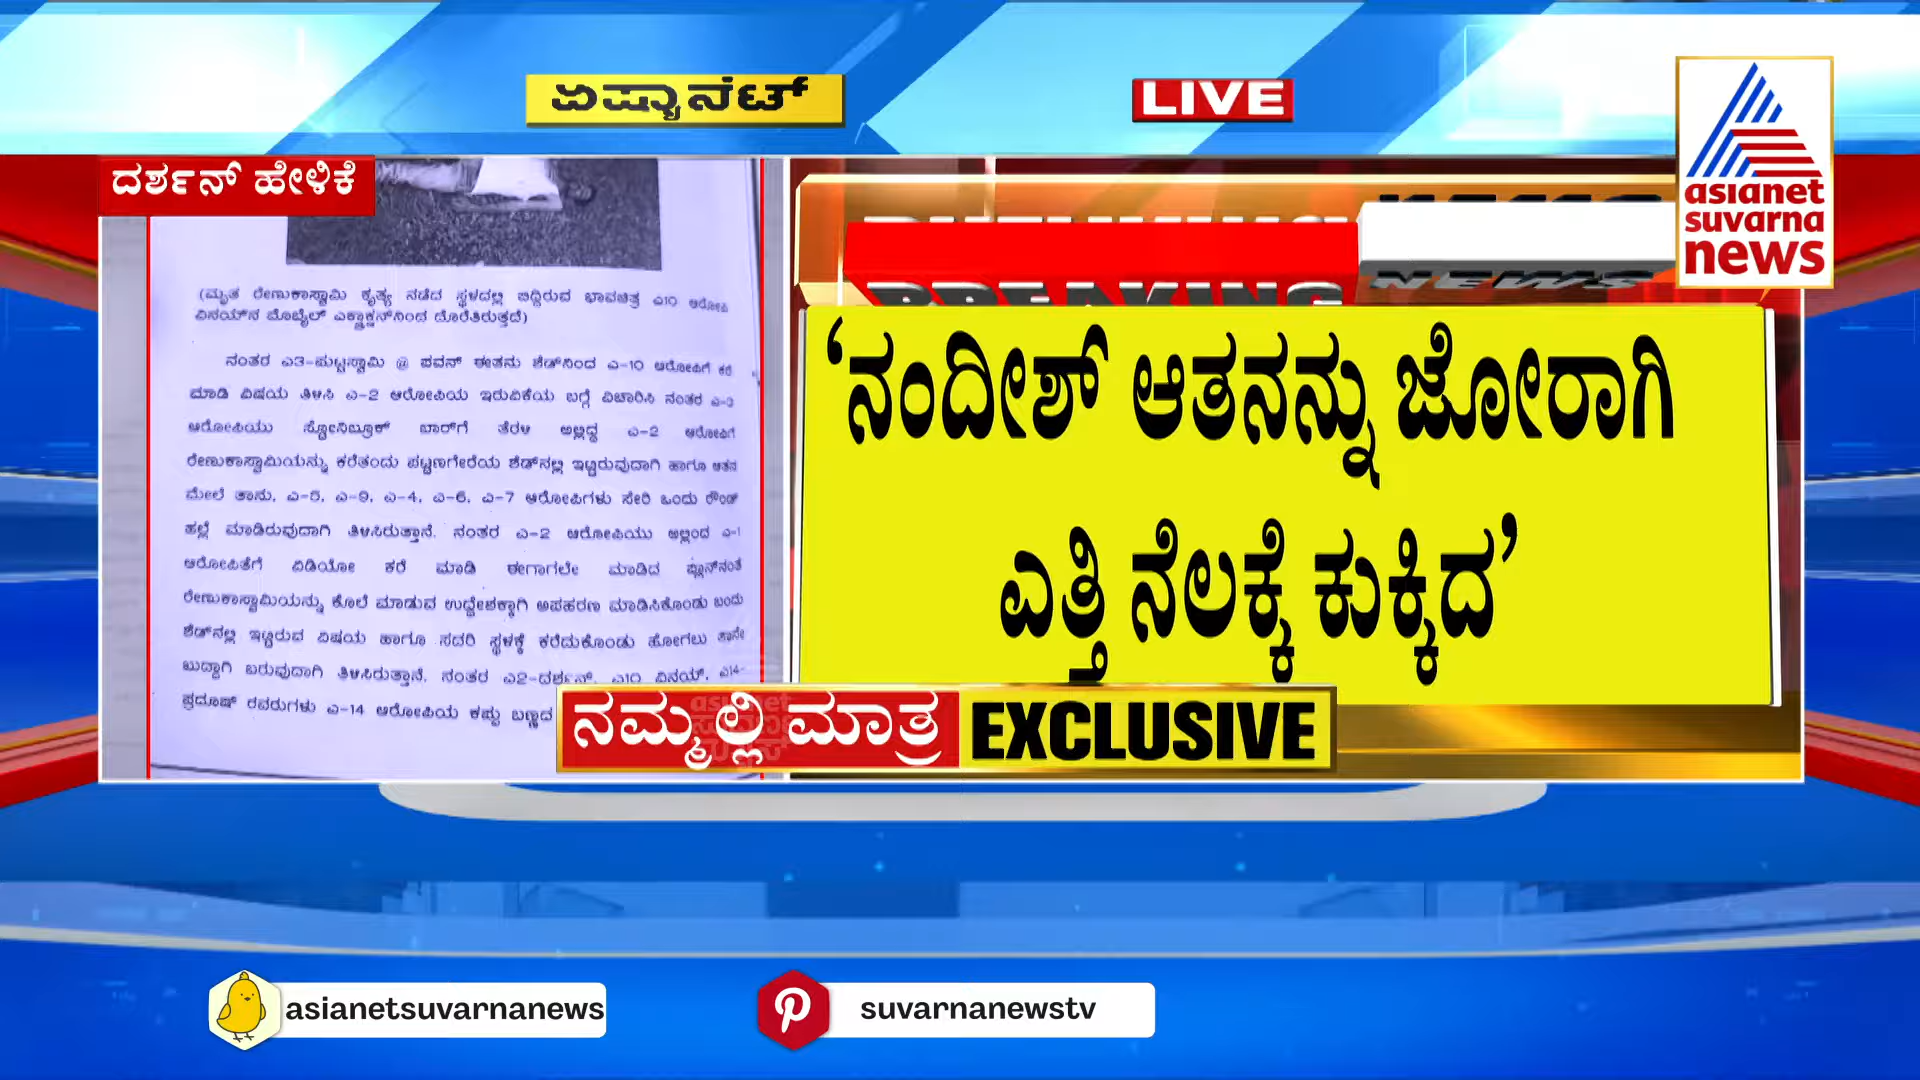 ಏಷ್ಯಾನೆಟ್
LIVE
asianet
suvarna
news
ದರ್ಶನ್ ಹೇಳಿಕೆ
NEWS
BREAKING
(ಮೃತ ರೇಣುಕಾಸ್ವಾಮಿ ಕೃತ್ಯ ನಡೆದ ಸ್ಥಳದಲ್ಲಿ ಬಿದ್ದಿರುವ ಭಾವಚಿತ್ರ ಎ10 ಆರೋಪಿ
ವಿನಯ್‌ನ ಮೊಬೈಲ್ ಎಕ್ಸ್ಟ್ರಾಕ್ಷನ್‌ನಿಂದ ದೊರೆತಿರುತ್ತದೆ)
ನಂತರ ಎ3-ಪುಟ್ಟಸ್ವಾಮಿ @ ಪವನ್ ಈತನು ಶೆಡ್‌ನಿಂದ ಎ-10 ಆರೋಪಿಗೆ ಕರೆ
ಮಾಡಿ ವಿಷಯ ತಿಳಿಸಿ ಎ-2 ಆರೋಪಿಯ ಇರುವಿಕೆಯ ಬಗ್ಗೆ ವಿಚಾರಿಸಿ ನಂತರ ಎ-3
ಆರೋಪಿಯು ಸ್ಟೋನಿಬ್ರೂಕ್ ಬಾರ್‌ಗೆ ತೆರಳಿ ಅಲ್ಲಿದ್ದ ಎ-2 ಆರೋಪಿಗೆ
ರೇಣುಕಾಸ್ವಾಮಿಯನ್ನು ಕರೆತಂದು ಪಟ್ಟಣಗೆರೆಯ ಶೆಡ್‌ನಲ್ಲಿ ಇಟ್ಟಿರುವುದಾಗಿ ಹಾಗೂ ಆತನ
ಮೇಲೆ ತಾನು, ಎ-5, ಎ-9, ಎ-4, ಎ-6, ಎ-7 ಆರೋಪಿಗಳು ಸೇರಿ ಒಂದು ರೌಂಡ್
ಹಲ್ಲೆ ಮಾಡಿರುವುದಾಗಿ ತಿಳಿಸಿರುತ್ತಾನೆ. ನಂತರ ಎ-2 ಆರೋಪಿಯು ಅಲ್ಲಿಂದ ಎ-1
ಆರೋಪಿತೆಗೆ ವಿಡಿಯೋ ಕರೆ ಮಾಡಿ ಈಗಾಗಲೇ ಮಾಡಿದ ಪ್ಲಾನ್‌ನಂತೆ
ರೇಣುಕಾಸ್ವಾಮಿಯನ್ನು ಕೊಲೆ ಮಾಡುವ ಉದ್ದೇಶಕ್ಕಾಗಿ ಅಪಹರಣ ಮಾಡಿಸಿಕೊಂಡು ಬಂದು
ಶೆಡ್‌ನಲ್ಲಿ ಇಟ್ಟಿರುವ ವಿಷಯ ಹಾಗೂ ಸದರಿ ಸ್ಥಳಕ್ಕೆ ಕರೆದುಕೊಂಡು ಹೋಗಲು ತಾನೇ
ಖುದ್ದಾಗಿ ಬರುವುದಾಗಿ ತಿಳಿಸಿರುತ್ತಾನೆ. ನಂತರ ಎ2-ದರ್ಶನ್, ಎ10 ವಿನಯ್, ಎ14-
ಪ್ರದೂಷ್ ರವರುಗಳು ಎ-14 ಆರೋಪಿಯ ಕಪ್ಪು ಬಣ್ಣದ
‘ನಂದೀಶ್ ಆತನನ್ನು ಜೋರಾಗಿ
ಎತ್ತಿ ನೆಲಕ್ಕೆ ಕುಕ್ಕಿದ’
ನಮ್ಮಲ್ಲಿ ಮಾತ್ರ EXCLUSIVE
asianetsuvarnanews
suvarnanewstv